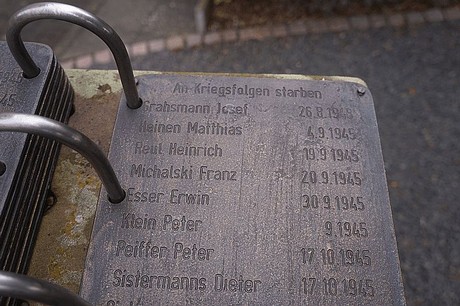 An Kriegsfolgen starben
Grahsmann Josef 26.8.1945
Heinen Matthias 4.9.1945
Reul Heinrich 19.9.1945
Michalski Franz 20.9.1945
Esser Erwin 30.9.1945
Klein Peter 9.1945
Peiffer Peter 17.10.1945
Sistermanns Dieter 17.10.1945